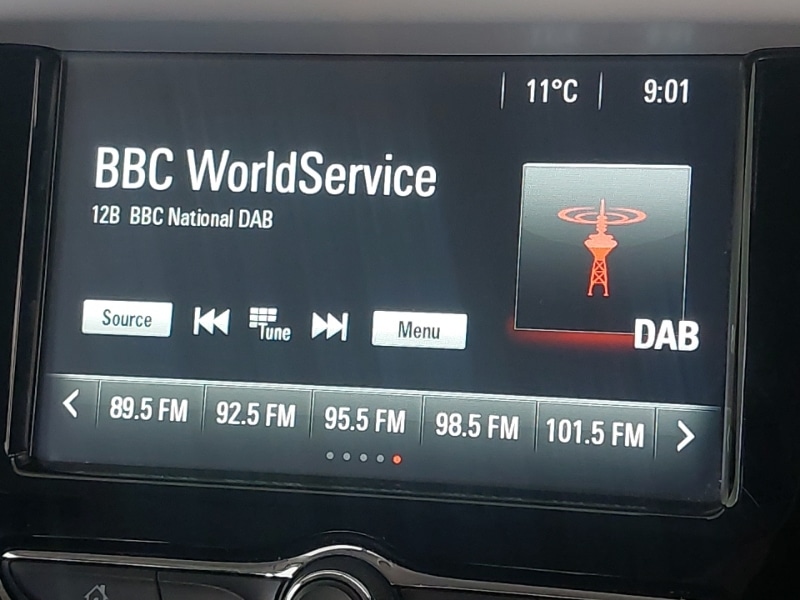 11°C 9:01
BBC WorldService
12B BBC National DAB
Source Tune Menu
DAB
89.5 FM 92.5 FM 95.5 FM 98.5 FM 101.5 FM